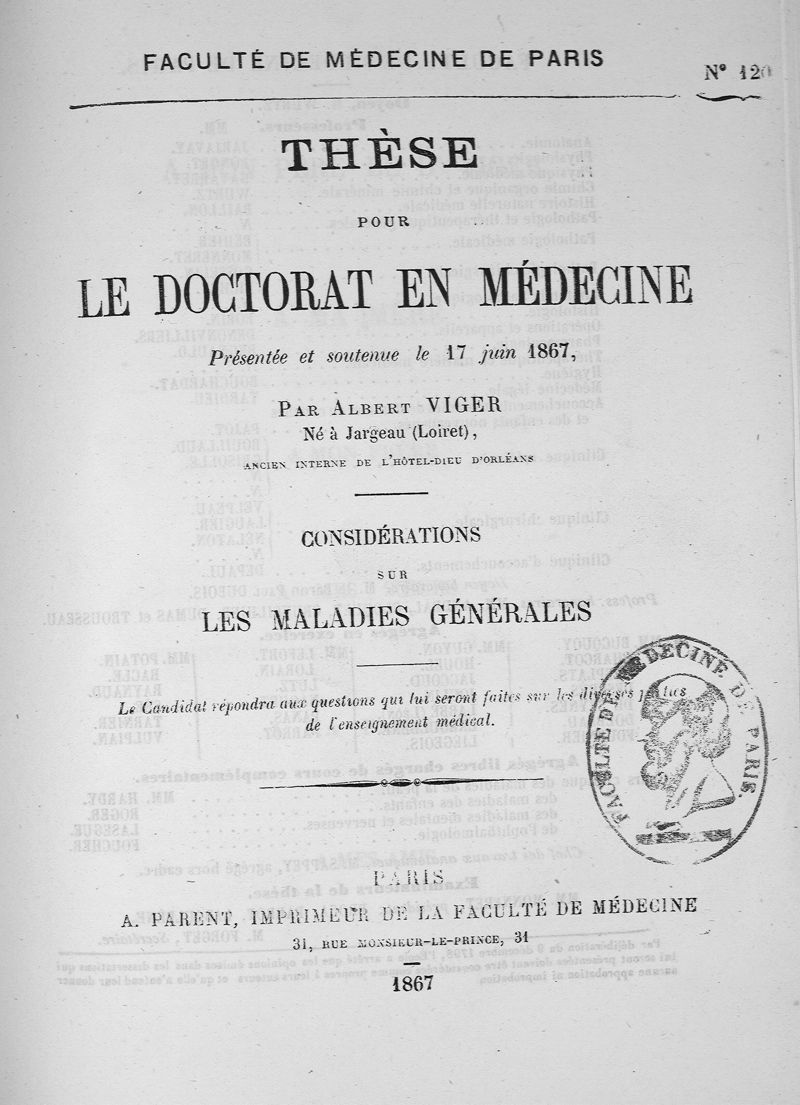 FACULTÉ DE MÉDECINE DE PARIS
N° 120
THÈSE
POUR
LE DOCTORAT EN MÉDECINE
Présentée et soutenue le 17 juin 1867,
PAR ALBERT VIGER
Né à Jargeau (Loiret),
ANCIEN INTERNE DE L'HÔTEL-DIEU D'ORLÉANS
CONSIDÉRATIONS
SUR
LES MALADIES GÉNÉRALES
Le Candidat répondra aux questions qui lui seront faites sur les diverses parties
de l'enseignement médical.
FACULTÉ DE MÉDECINE DE PARIS.
PARIS
A. PARENT, IMPRIMEUR DE LA FACULTÉ DE MÉDECINE
31, RUE MONSIEUR-LE-PRINCE, 31
1867